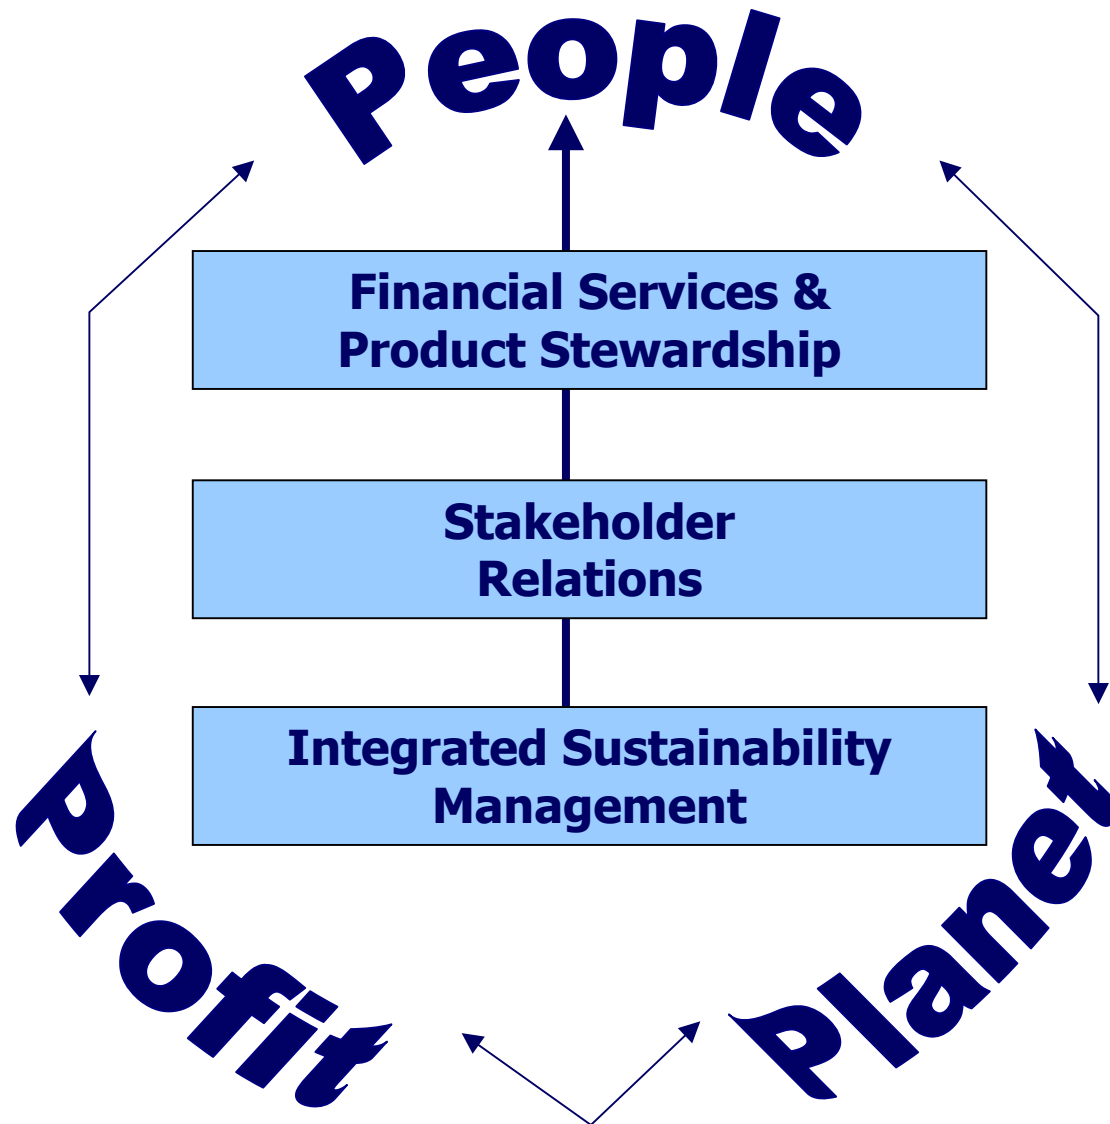 People
Financial Services &
Product Stewardship
Stakeholder
Relations
Integrated Sustainability
Management
Profit
Planet